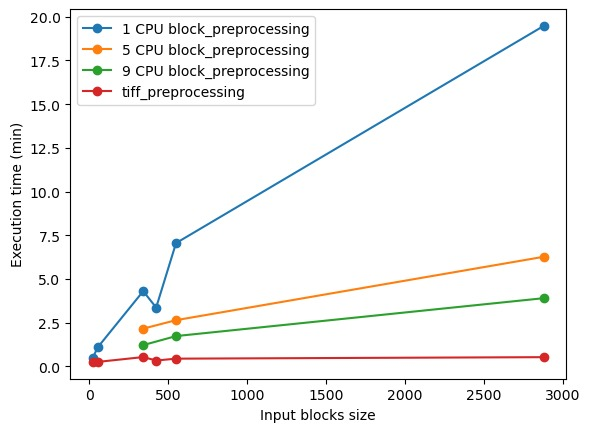 1 CPU block_preprocessing
5 CPU block_preprocessing
9 CPU block_preprocessing
tiff_preprocessing
Execution time (min)
20.0
17.5
15.0
12.5
10.0
7.5
5.0
2.5
0.0
0 500 1000 1500 2000 2500 3000
Input blocks size